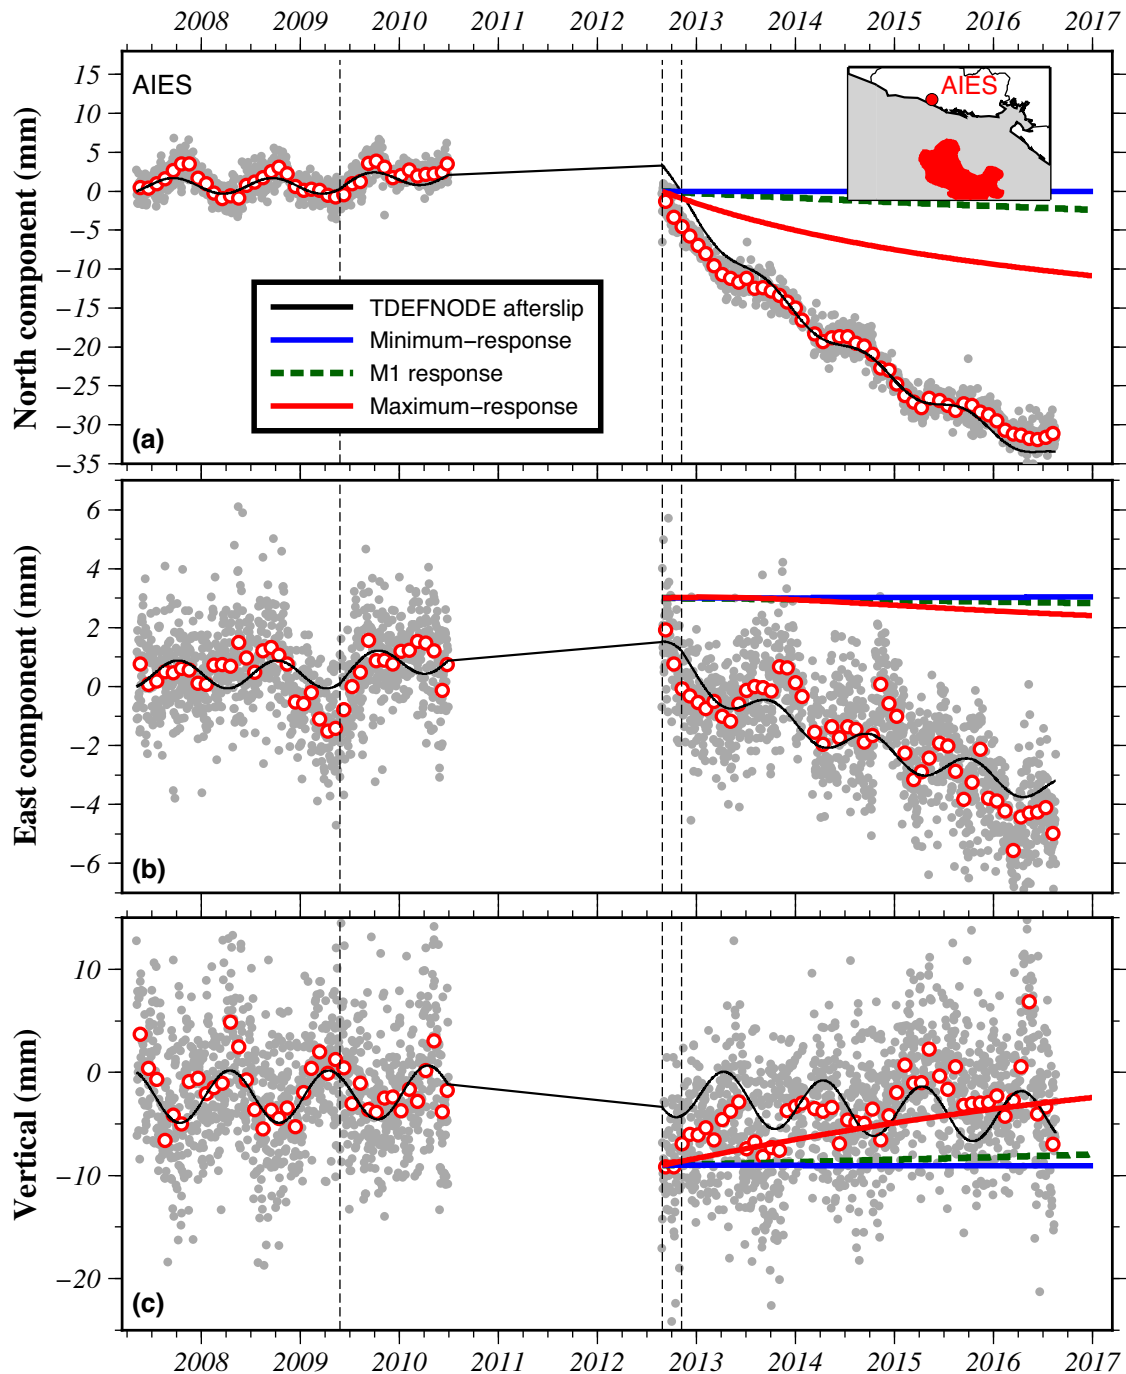 2008 2009 2010 2011 2012 2013 2014 2015 2016 2017
North component (mm)
15
10
5
0
−5
−10
−15
−20
−25
−30
−35
AIES
AIES
TDEFNODE afterslip
Minimum−response
M1 response
Maximum−response
(a)
East component (mm)
6
4
2
0
−2
−4
−6
(b)
Vertical (mm)
10
0
−10
−20
(c)
2008 2009 2010 2011 2012 2013 2014 2015 2016 2017